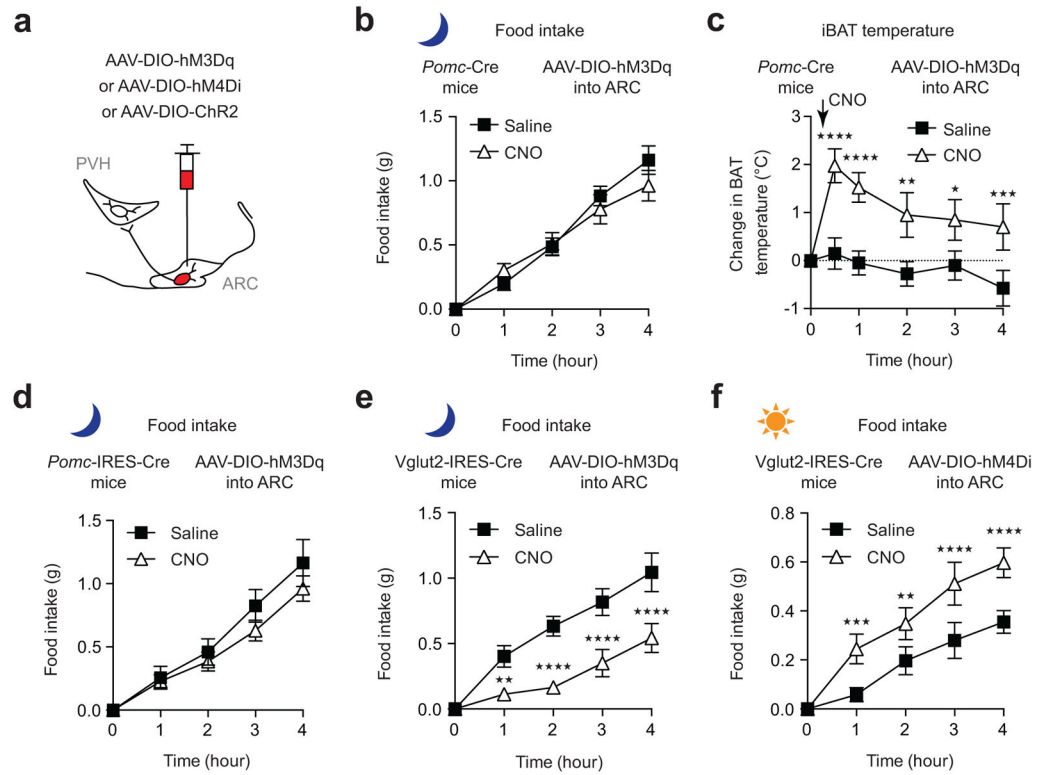 a
AAV-DIO-hM3Dq
or AAV-DIO-hM4Di
or AAV-DIO-ChR2
PVH
ARC
b
Food intake
Pomc-Cre
mice
AAV-DIO-hM3Dq
into ARC
Saline
CNO
Food intake (g)
1.5
1.0
0.5
0.0
0 1 2 3 4
Time (hour)
c
iBAT temperature
Pomc-Cre
mice
AAV-DIO-hM3Dq
into ARC
CNO
Saline
CNO
★★★★
★★★★
★★
★
★★★
Change in BAT
temperature (°C)
3
2
1
0
-1
0 1 2 3 4
Time (hour)
d
Food intake
Pomc-IRES-Cre
mice
AAV-DIO-hM3Dq
into ARC
Saline
CNO
Food intake (g)
1.5
1.0
0.5
0.0
0 1 2 3 4
Time (hour)
e
Food intake
Vglut2-IRES-Cre
mice
AAV-DIO-hM3Dq
into ARC
Saline
CNO
★★
★★★★
★★★★
★★★★
Food intake (g)
1.5
1.0
0.5
0.0
0 1 2 3 4
Time (hour)
f
Food intake
Vglut2-IRES-Cre
mice
AAV-DIO-hM4Di
into ARC
Saline
CNO
★★★
★★
★★★★
★★★★
Food intake (g)
0.8
0.6
0.4
0.2
0.0
0 1 2 3 4
Time (hour)